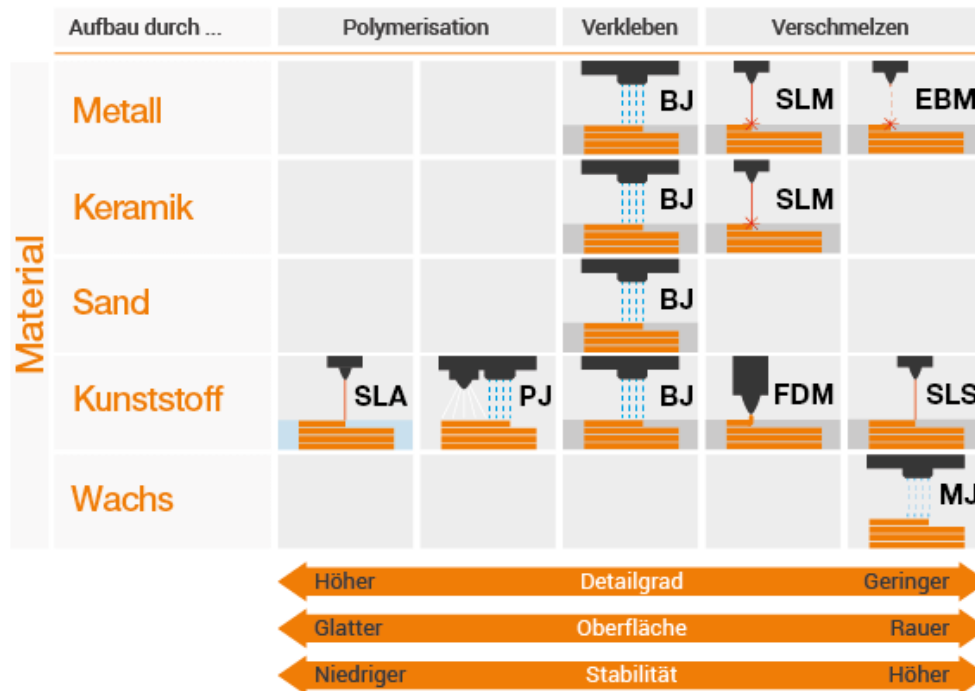 Aufbau durch ... Polymerisation Verkleben Verschmelzen
Material
Metall BJ SLM EBM
Keramik BJ SLM
Sand BJ
Kunststoff SLA PJ BJ FDM SLS
Wachs MJ
Höher Detailgrad Geringer
Glatter Oberfläche Rauer
Niedriger Stabilität Höher